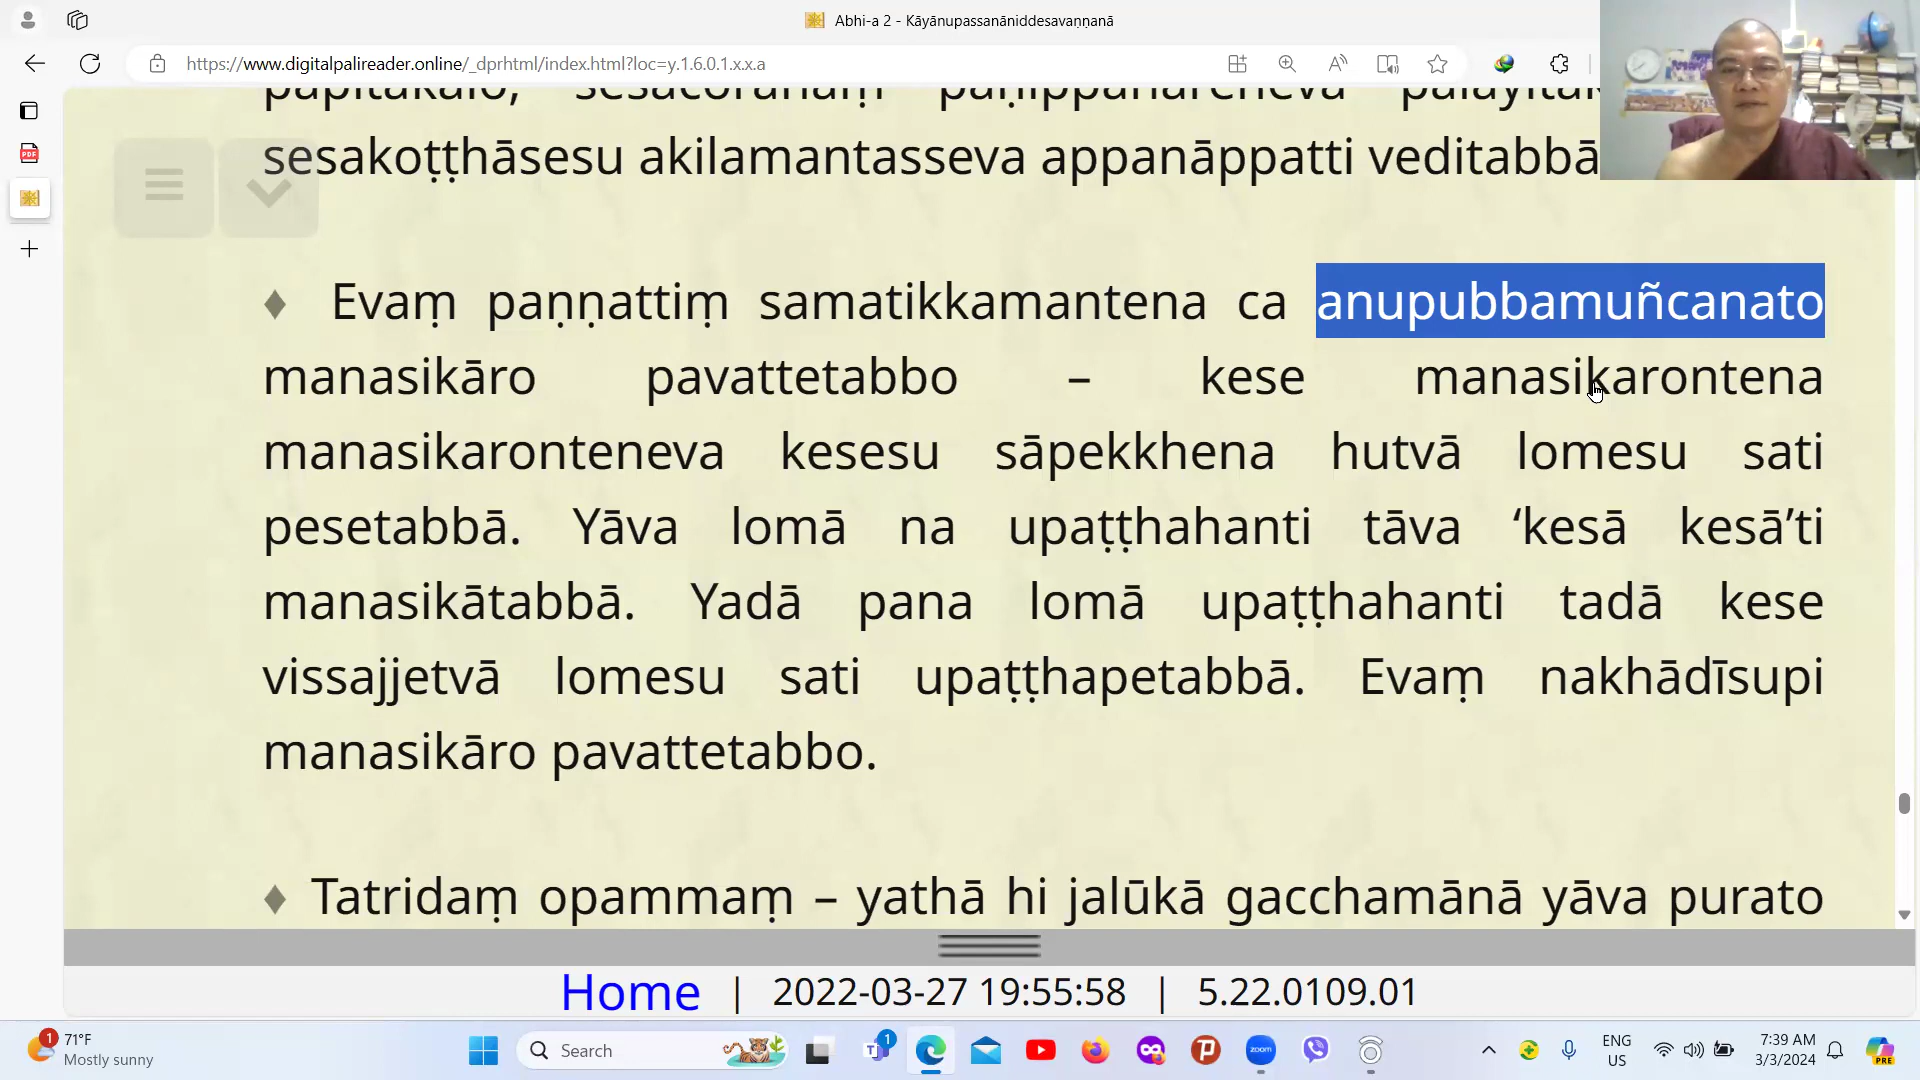 Abhi-a 2 - Kāyānupassanāniddesavaṇṇanā
https://www.digitalpalireader.online/_dprhtml/index.html?loc=y.1.6.0.1.x.x.a
sesakoṭṭhāsesu akilamantasseva appanāppatti veditabbā
♦ Evaṃ paṇṇattiṃ samatikkamantena ca anupubbamuñcanato
manasikāro pavattetabbo – kese manasikarontena
manasikaronteneva kesesu sāpekkhena hutvā lomesu sati
pesetabbā. Yāva lomā na upaṭṭhahanti tāva ‘kesā kesā’ti
manasikātabbā. Yadā pana lomā upaṭṭhahanti tadā kese
vissajjetvā lomesu sati upaṭṭhapetabbā. Evaṃ nakhādīsupi
manasikāro pavattetabbo.
♦ Tatridaṃ opammaṃ – yathā hi jalūkā gacchamānā yāva purato
Home | 2022-03-27 19:55:58 | 5.22.0109.01
71°F
Mostly sunny
Search
ENG
US
7:39 AM
3/3/2024